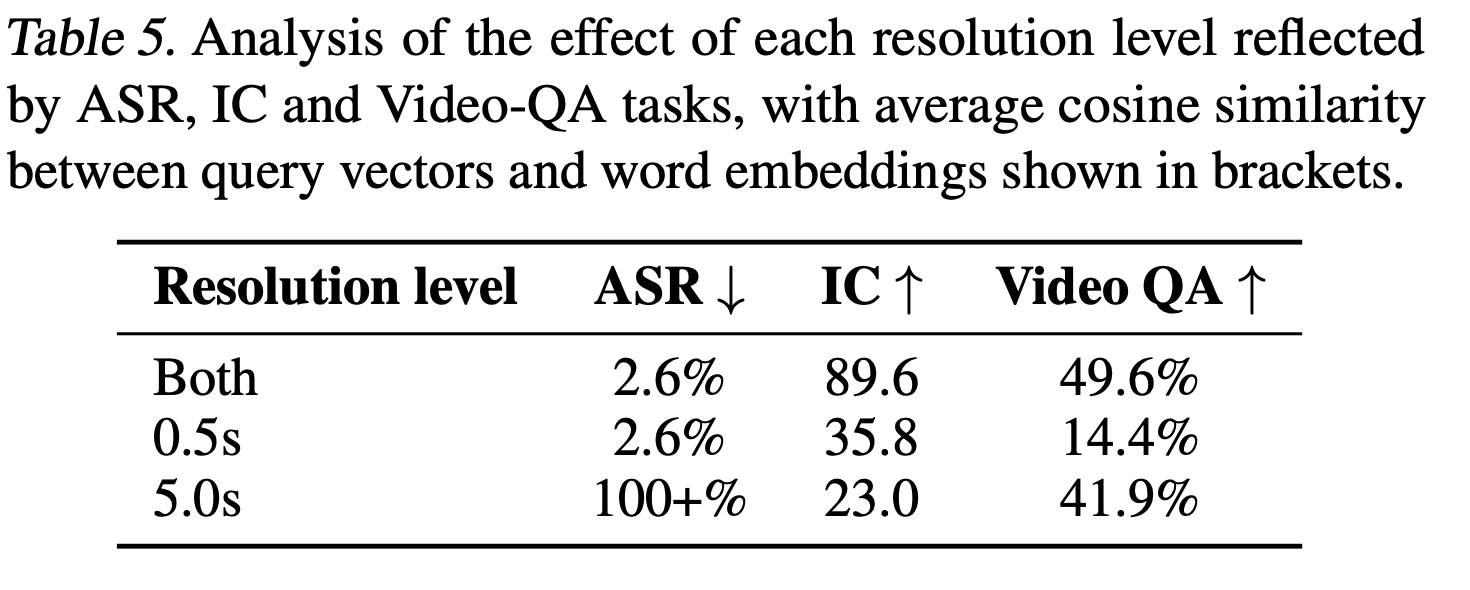 Table 5. Analysis of the effect of each resolution level reflected
by ASR, IC and Video-QA tasks, with average cosine similarity
between query vectors and word embeddings shown in brackets.
Resolution level ASR ↓ IC ↑ Video QA ↑
Both 2.6% 89.6 49.6%
0.5s 2.6% 35.8 14.4%
5.0s 100+% 23.0 41.9%